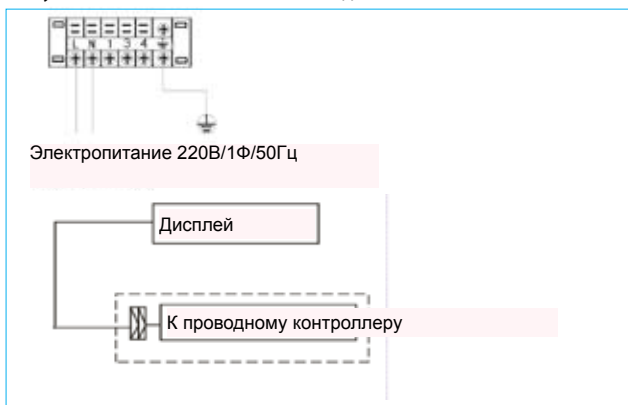 L N 1 3 4
Электропитание 220В/1Ф/50Гц
Дисплей
К проводному контроллеру